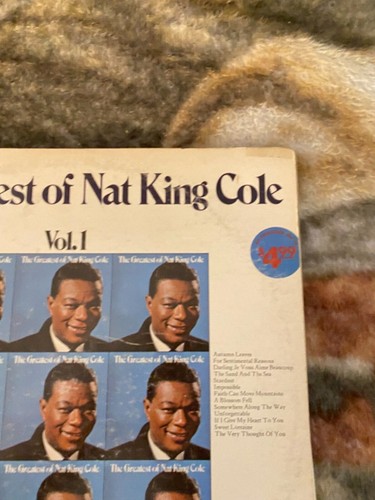 est of Nat King Cole
Vol.1
$4.99
The Greatest of Nat King Cole
The Greatest of Nat King Cole
Autumn Leaves
For Sentimental Reasons
Darling Je Vous Aime Beaucoup
The Sand And The Sea
Stardust
Impossible
Faith Can Move Mountains
A Blossom Fell
Somewhere Along The Way
Unforgettable
If I Give My Heart To You
Sweet Lorraine
The Very Thought Of You
Cole
The Greatest of Nat King Cole
The Greatest of Nat King Cole
The Greatest of Nat King Cole
The Greatest of Nat King Cole